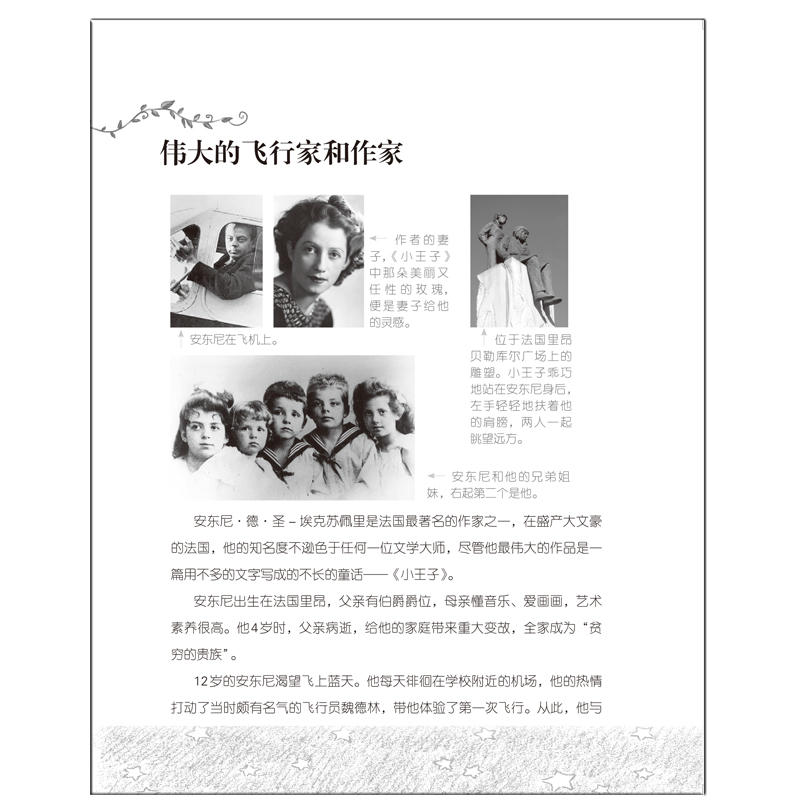 伟大的飞行家和作家
← 作者的妻
子，《小王子》
中那朵美丽又
任性的玫瑰，
便是妻子给他
的灵感。
↑ 安东尼在飞机上。
↑ 位于法国里昂
贝勒库尔广场上的
雕塑。小王子乖巧
地站在安东尼身后，
左手轻轻地扶着他
的肩膀，两人一起
眺望远方。
← 安东尼和他的兄弟姐
妹，右起第二个是他。
安东尼·德·圣－埃克苏佩里是法国最著名的作家之一，在盛产大文豪
的法国，他的知名度不逊色于任何一位文学大师，尽管他最伟大的作品是一
篇用不多的文字写成的不长的童话——《小王子》。
安东尼出生在法国里昂，父亲有伯爵爵位，母亲懂音乐、爱画画，艺术
素养很高。他4岁时，父亲病逝，给他的家庭带来重大变故，全家成为“贫
穷的贵族”。
12岁的安东尼渴望飞上蓝天。他每天徘徊在学校附近的机场，他的热情
打动了当时颇有名气的飞行员魏德林，带他体验了第一次飞行。从此，他与